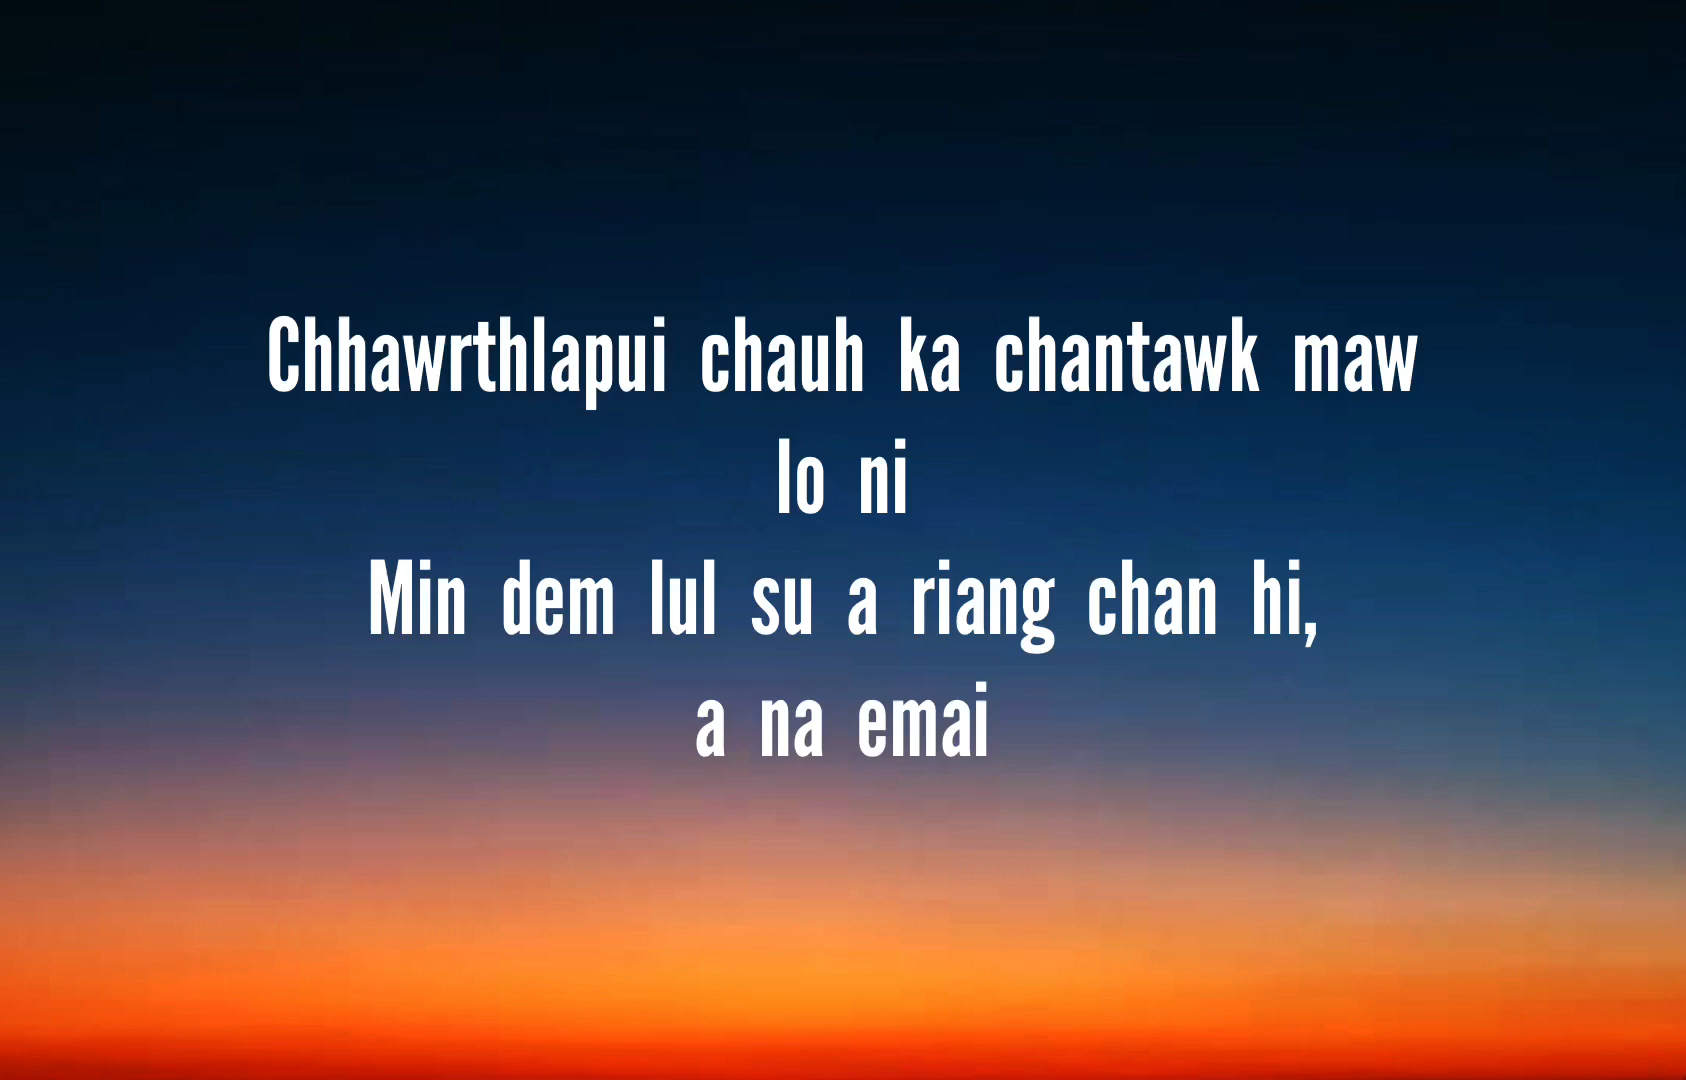 Chhawrthlapui chauh ka chantawk maw
lo ni
Min dem lul su a riang chan hi,
a na emai